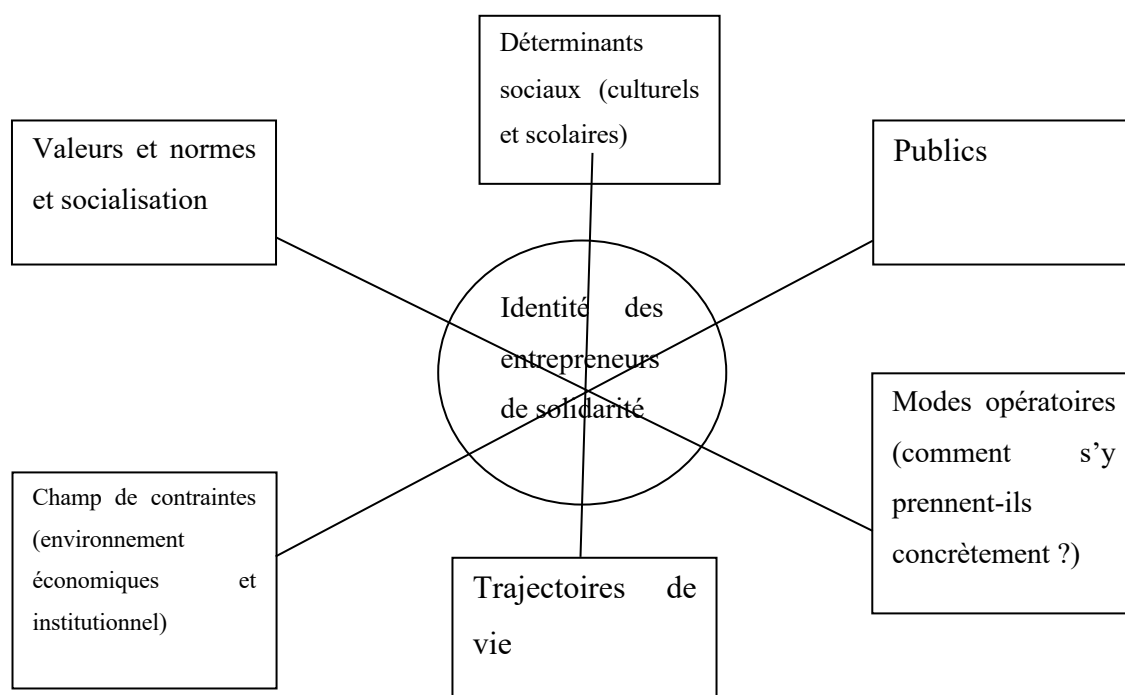 Déterminants
sociaux (culturels
et scolaires)
Valeurs et normes
et socialisation
Publics
Identité des
entrepreneurs
de solidarité
Modes opératoires
(comment s’y
prennent-ils
concrètement ?)
Champ de contraintes
(environnement
économiques et
institutionnel)
Trajectoires de
vie